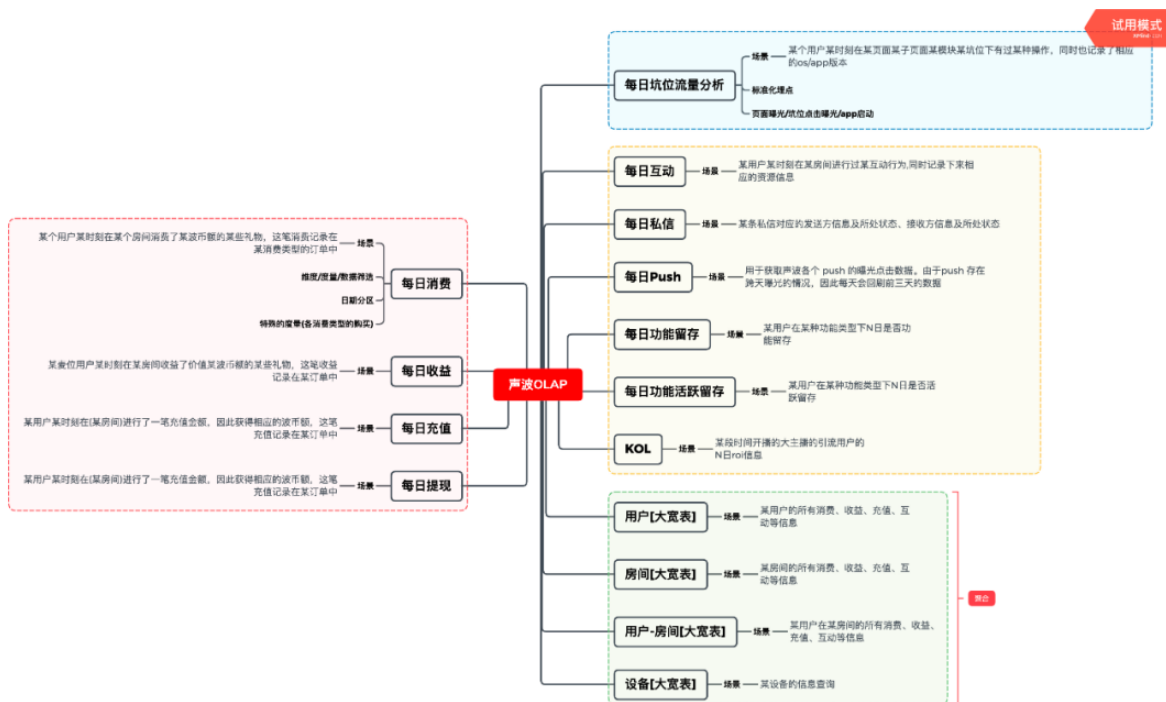 试用模式
每日坑位流量分析
场景
某个用户某时刻在某页面某子页面某模块某坑位下有过某种操作，同时也记录了相应
的os/app版本
标准化埋点
页面曝光/坑位点击曝光/app启动
每日互动
场景
某用户某时刻在某房间进行过某互动行为,同时记录下来相
应的资源信息
每日私信
场景
某条私信对应的发送方信息及所处状态、接收方信息及所处状态
每日Push
场景
用于获取声波各个 push 的曝光点击数据。由于push 存在
跨天曝光的情况，因此每天会回刷前三天的数据
每日功能留存
场景
某用户在某种功能类型下N日是否功
能留存
每日功能活跃留存
场景
某用户在某种功能类型下N日是否活
跃留存
KOL
场景
某段时间开播的大主播的引流用户的
N日roi信息
声波OLAP
某个用户某时刻在某个房间消费了某波币额的某些礼物，这笔消费记录在
某消费类型的订单中
场景
维度/度量/数据筛选
日期分区
特殊的度量(各消费类型的购买)
每日消费
某麦位用户某时刻在某房间收益了价值某波币额的某些礼物，这笔收益
记录在某订单中
场景
每日收益
某用户某时刻在(某房间)进行了一笔充值金额，因此获得相应的波币额，这笔
充值记录在某订单中
场景
每日充值
某用户某时刻在(某房间)进行了一笔充值金额，因此获得相应的波币额，这笔
充值记录在某订单中
场景
每日提现
用户[大宽表]
场景
某用户的所有消费、收益、充值、互
动等信息
房间[大宽表]
场景
某房间的所有消费、收益、充值、互
动等信息
用户-房间[大宽表]
场景
某用户在某房间的所有消费、收益、
充值、互动等信息
设备[大宽表]
场景
某设备的信息查询